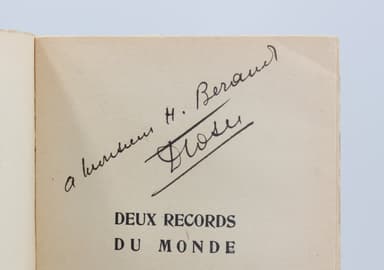 a Monsieur H. Beraud
DEUX RECORDS
DU MONDE